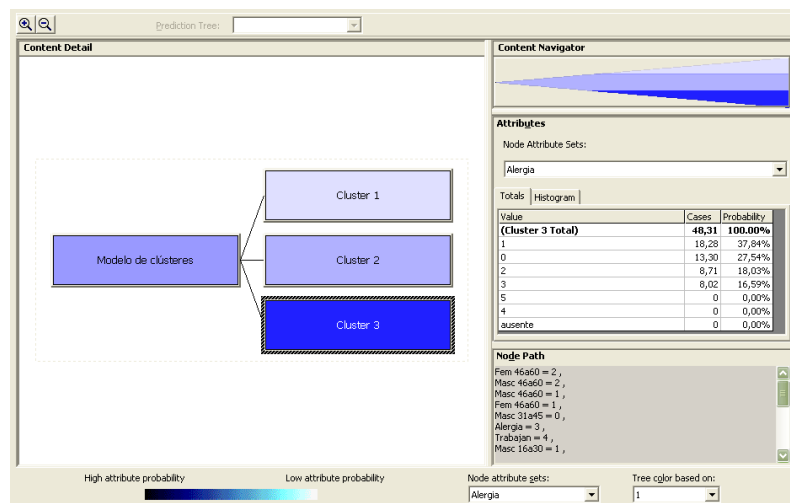 Prediction Tree:
Content Detail
Modelo de clústeres
Cluster 1
Cluster 2
Cluster 3
Content Navigator
Attributes
Node Attribute Sets:
Alergia
Totals Histogram
Value Cases Probability
(Cluster 3 Total) 48,31 100.00%
1 18,28 37,84%
0 13,30 27,54%
2 8,71 18,03%
3 8,02 16,59%
5 0 0,00%
4 0 0,00%
ausente 0 0,00%
Node Path
Fem 46a60 = 2 ,
Masc 46a60 = 2 ,
Masc 46a60 = 1 ,
Fem 46a60 = 1 ,
Masc 31a45 = 0 ,
Alergia = 3 ,
Trabajan = 4 ,
Masc 16a30 = 1 ,
High attribute probability Low attribute probability
Node attribute sets:
Alergia
Tree color based on:
1